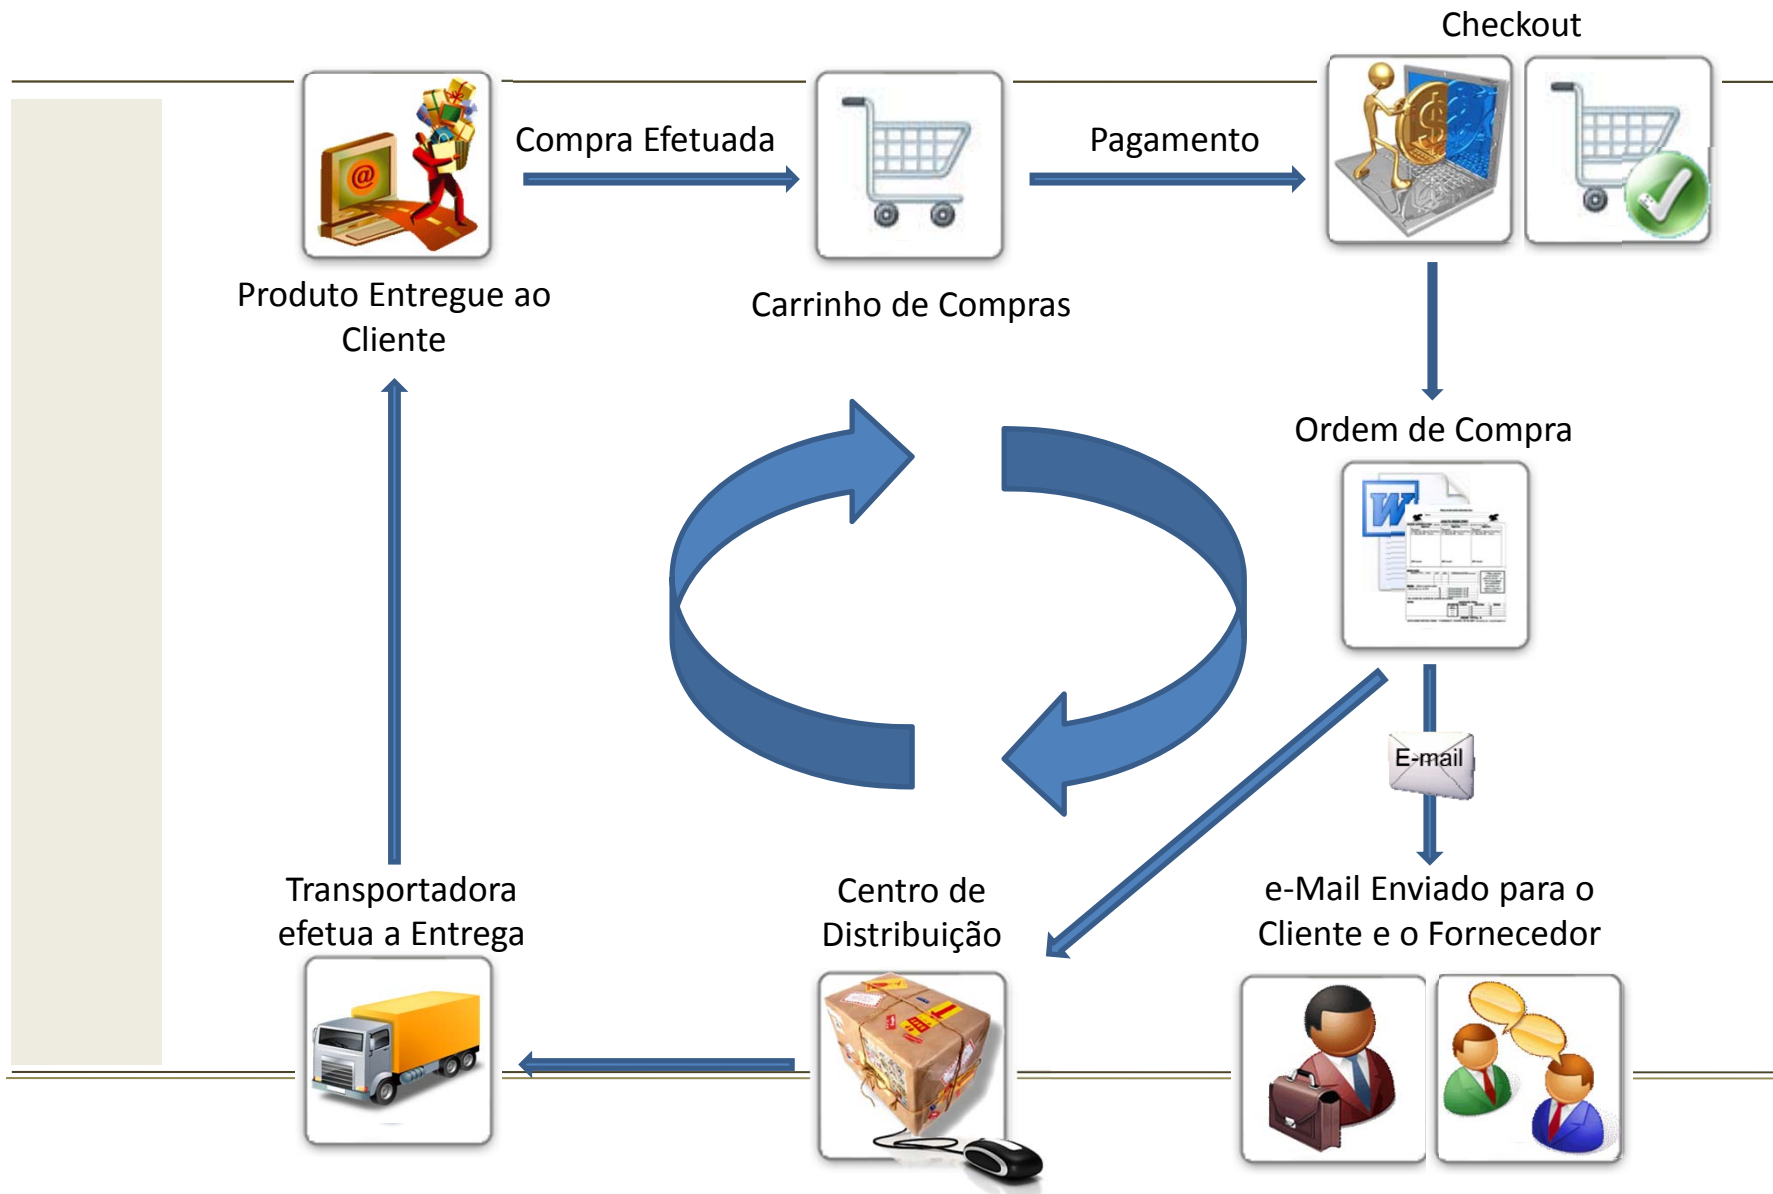 Checkout
Compra Efetuada
Pagamento
@
$
Produto Entregue ao
Cliente
Carrinho de Compras
Ordem de Compra
W
E-mail
Transportadora
efetua a Entrega
Centro de
Distribuição
e-Mail Enviado para o
Cliente e o Fornecedor